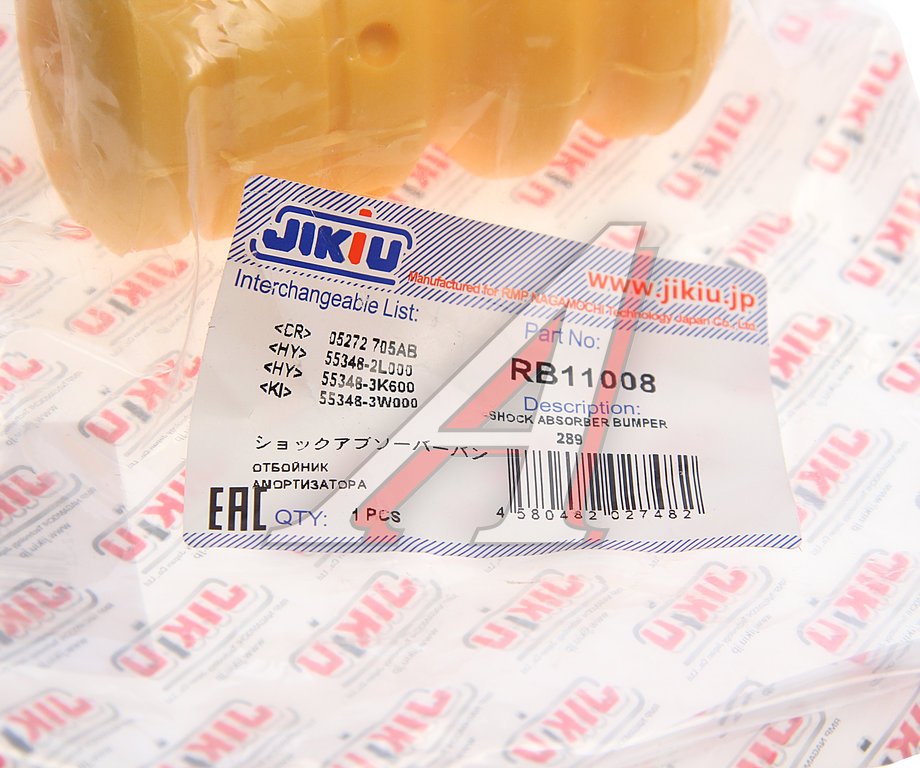 JIKIU
www.jikiu.jp
Manufactured for RMP NAGAMOCHI Technology Japan Co., Ltd.
Interchangeable List:
<CR> 05272 705AB
<HY> 55348-2L000
<HY> 55348-3K600
<KI> 55348-3W000
Part No:
RB11008
Description:
-SHOCK ABSORBER BUMPER
289
ショックアブソーバーバン
ОТБОЙНИК
АМОРТИЗАТОРА
EAC QTY: 1 PCS
4 580482 027482